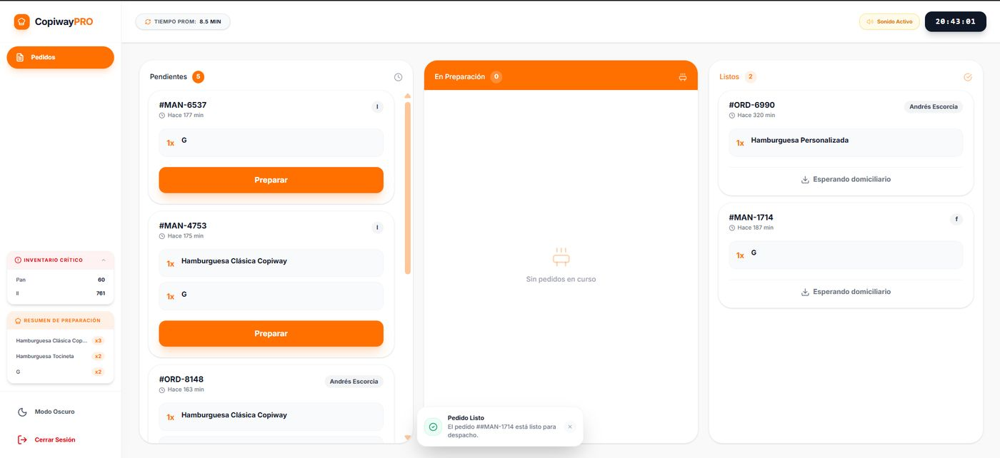 CopiwayPRO
TIEMPO PROM: 8.5 MIN
Sonido Activo
20:43:01
Pedidos
INVENTARIO CRÍTICO
Pan 60
ll 761
RESUMEN DE PREPARACIÓN
Hamburguesa Clásica Cop... x3
Hamburguesa Tocineta x2
G x2
Modo Oscuro
Cerrar Sesión
Pendientes 5
#MAN-6537 l
Hace 177 min
1x G
Preparar
#MAN-4753 l
Hace 175 min
1x Hamburguesa Clásica Copiway
1x G
Preparar
#ORD-8148 Andrés Escorcia
Hace 163 min
1x Hamburguesa Clásica Copiway
En Preparación 0
Sin pedidos en curso
Listos 2
#ORD-6990 Andrés Escorcia
Hace 320 min
1x Hamburguesa Personalizada
Esperando domiciliario
#MAN-1714 f
Hace 187 min
1x G
Esperando domiciliario
Pedido Listo
El pedido ##MAN-1714 está listo para
despacho.